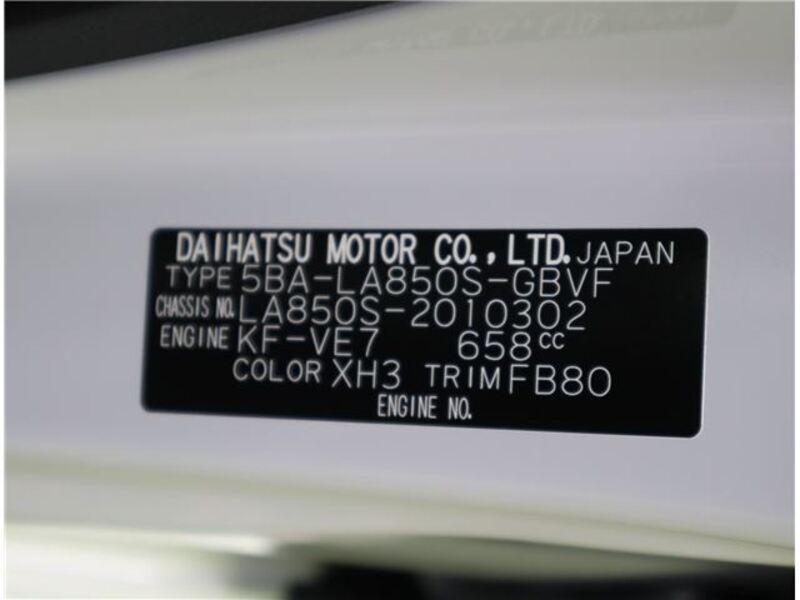 DAIHATSU MOTOR CO., LTD. JAPAN
TYPE 5BA-LA850S-GBVF
CHASSIS NO. LA850S-2010302
ENGINE KF-VE7 658CC
COLOR XH3 TRIM FB80
ENGINE NO.